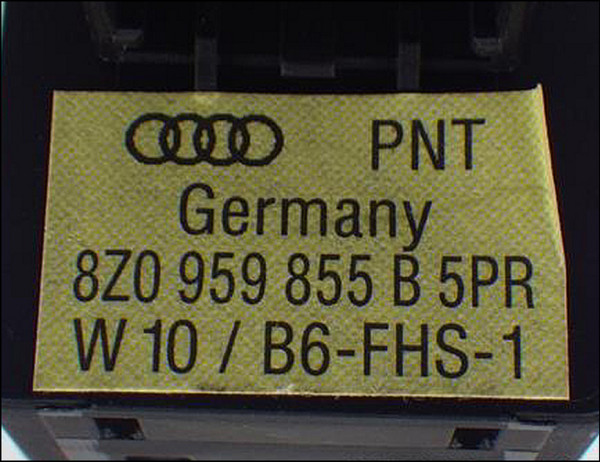 PNT
Germany
8Z0 959 855 B 5PR
W 10 / B6-FHS-1